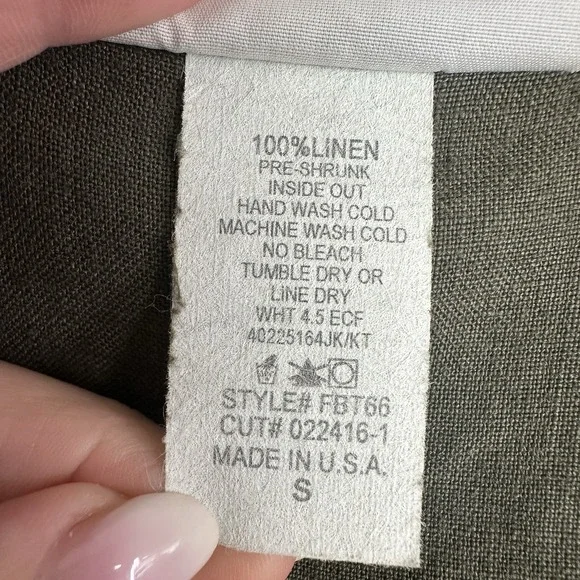 100%LINEN
PRE-SHRUNK
INSIDE OUT
HAND WASH COLD
MACHINE WASH COLD
NO BLEACH
TUMBLE DRY OR
LINE DRY
WHT 4.5 ECF
40225164JK/KT
STYLE# FBT66
CUT# 022416-1
MADE IN U.S.A.
S